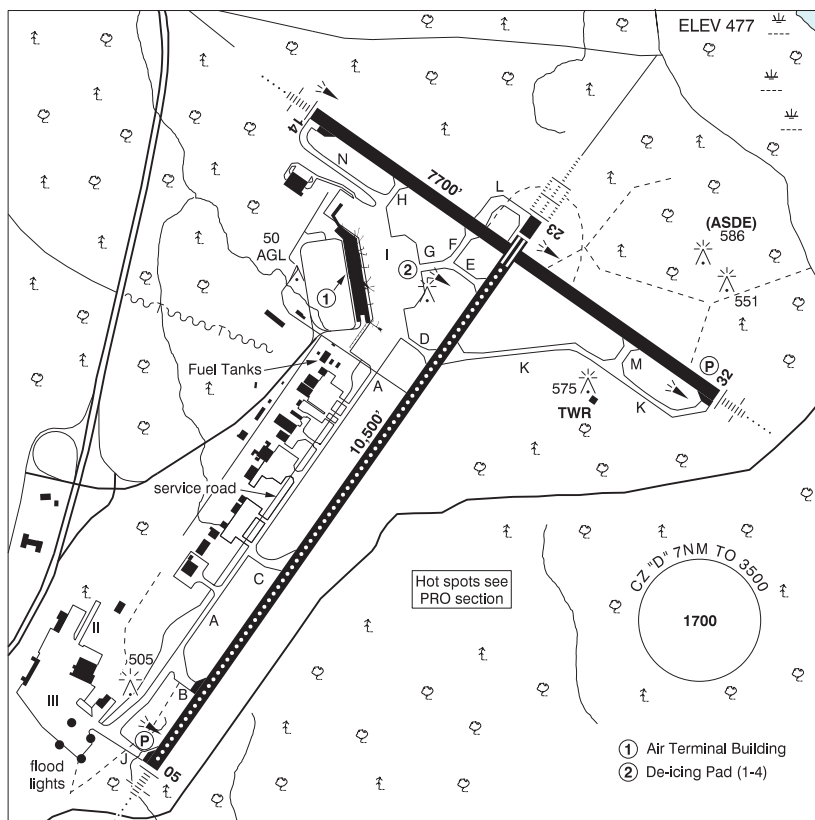 ELEV 477
14
N
7700'
L
H
23
(ASDE)
586
50
AGL
I
G
F
2
E
551
1
D
P
32
Fuel Tanks
A
K
M
575
K
TWR
10,500'
service road
C
Hot spots see
PRO section
CZ "D" 7NM TO 3500
1700
A
II
505
III
B
P
J
05
flood
lights
1 Air Terminal Building
2 De-icing Pad (1-4)
T
T